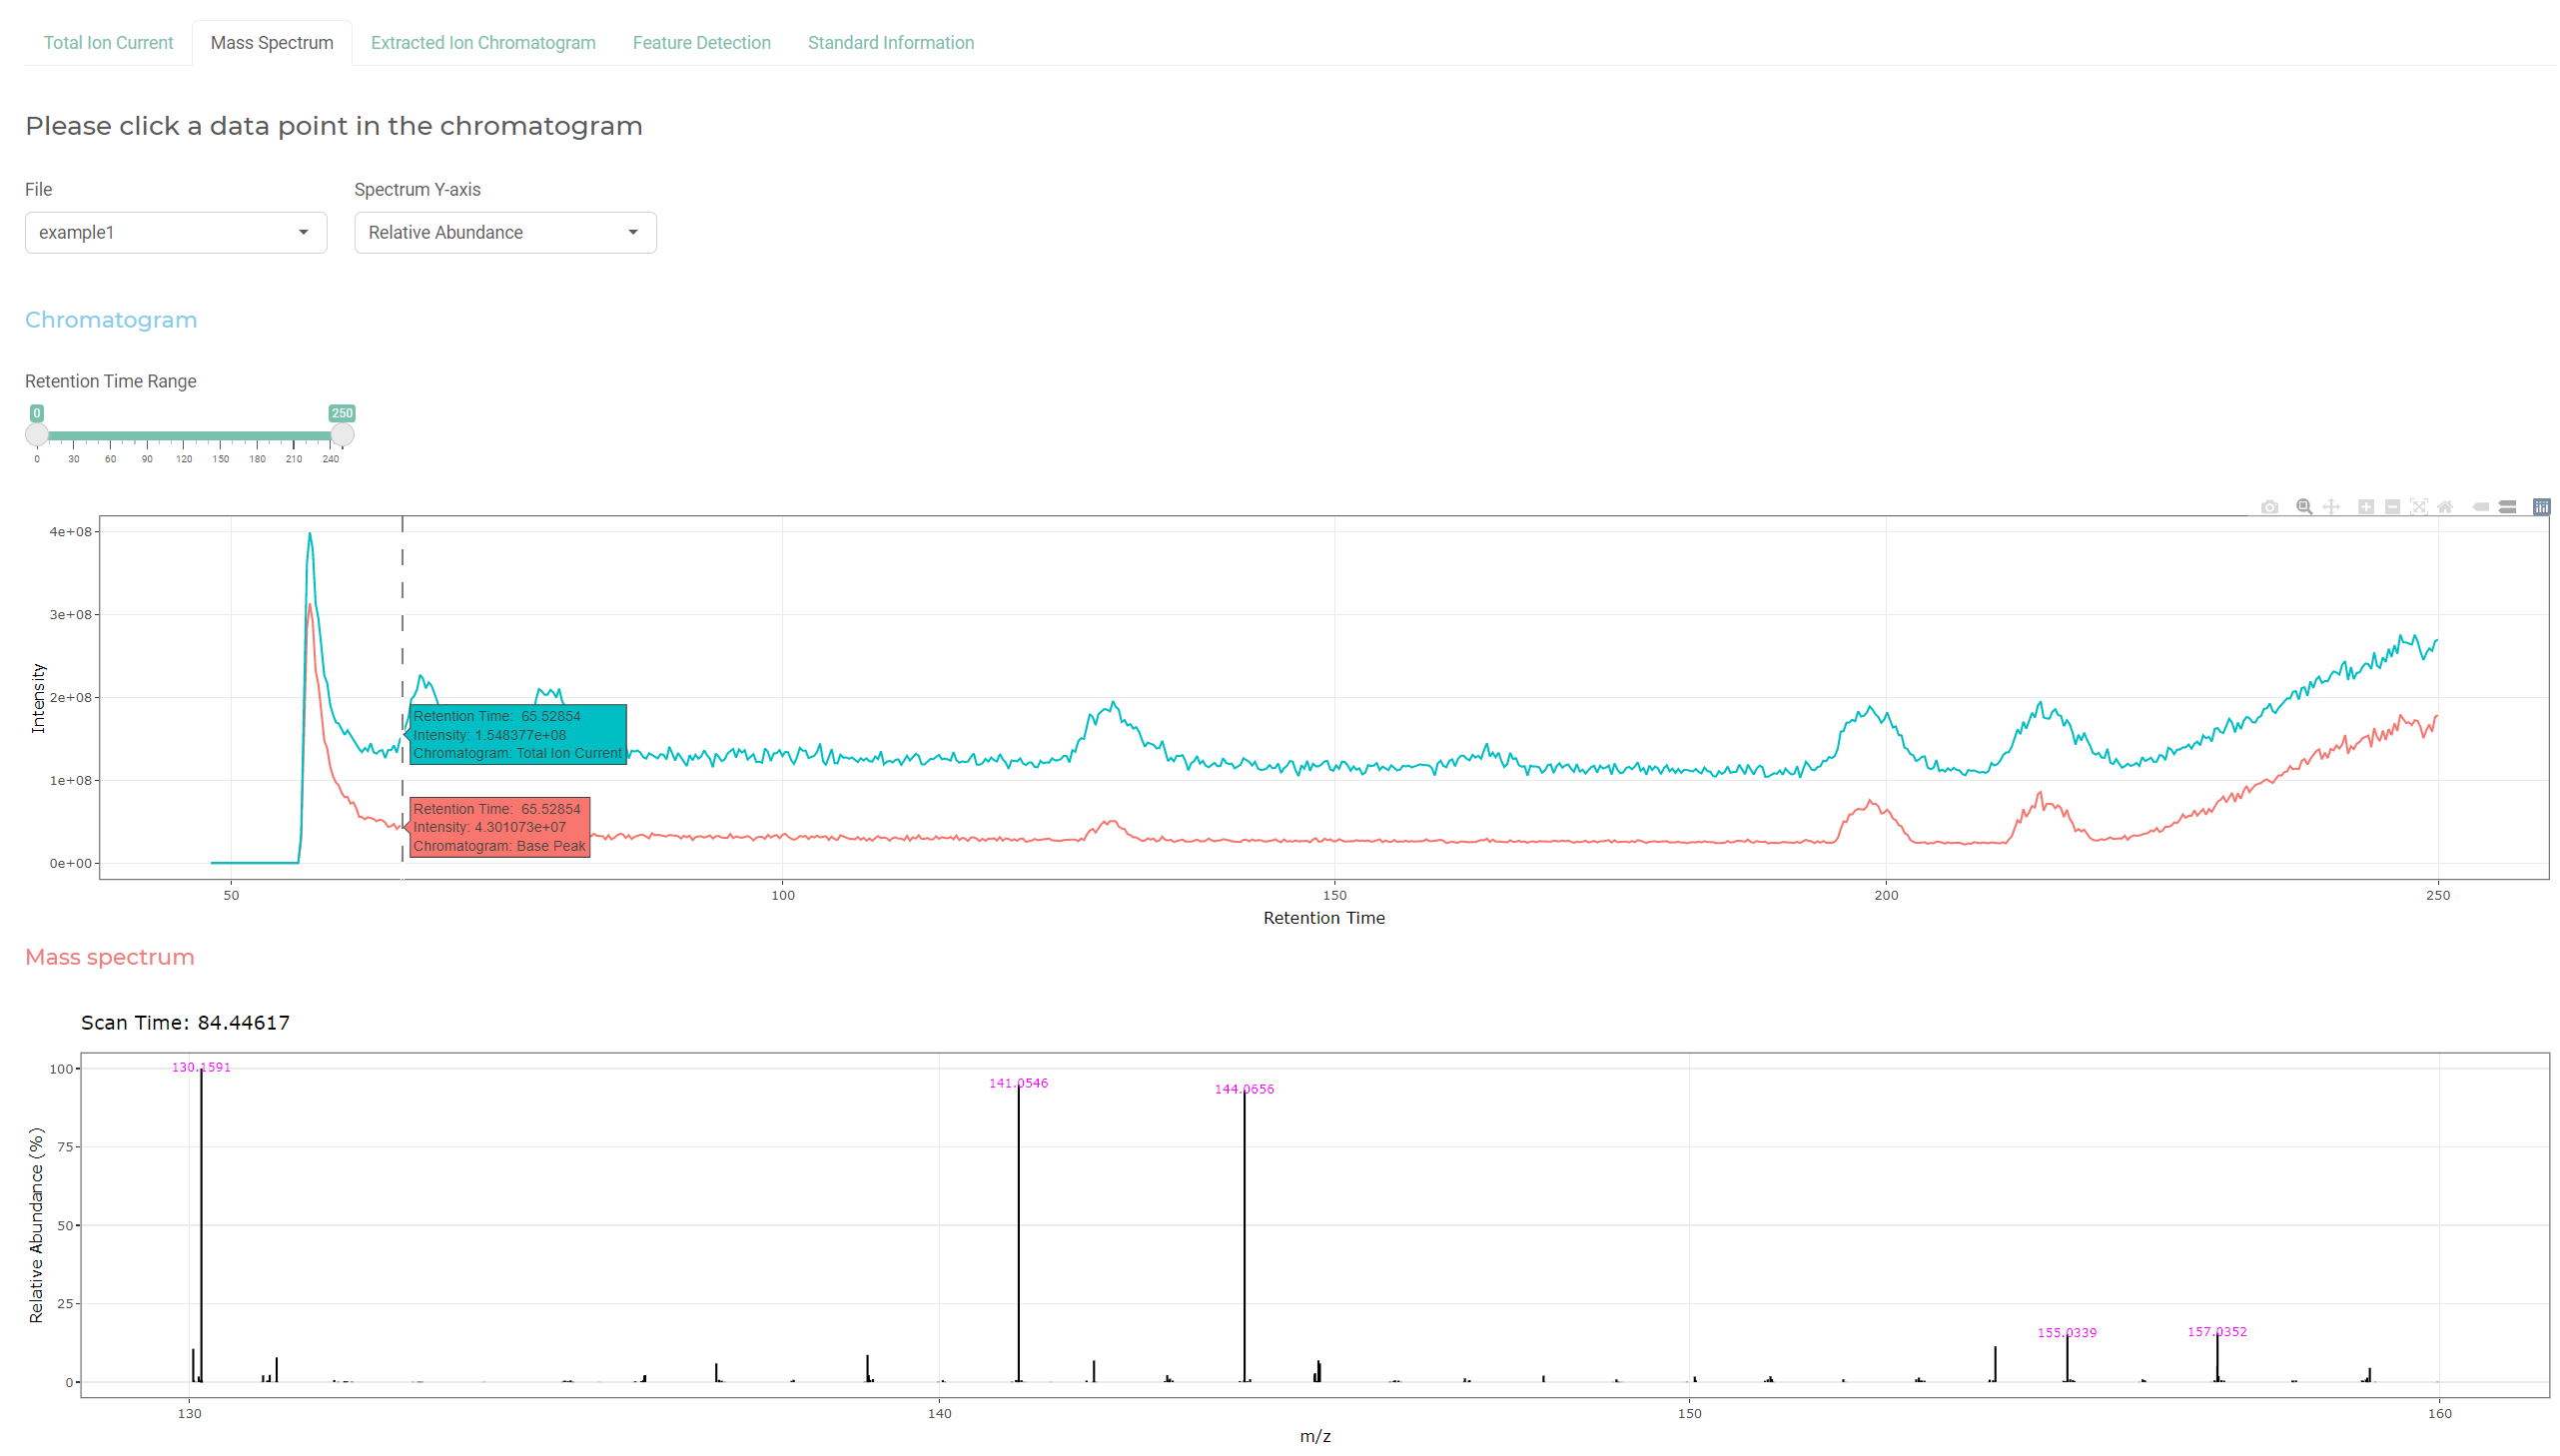 Total Ion Current Mass Spectrum Extracted Ion Chromatogram Feature Detection Standard Information
Please click a data point in the chromatogram
File Spectrum Y-axis
example1 Relative Abundance
Chromatogram
Retention Time Range
0 250
0 30 60 90 120 150 180 210 240
4e+08
3e+08
2e+08
1e+08
0e+00
Intensity
Retention Time: 65.52854
Intensity: 1.548377e+08
Chromatogram: Total Ion Current
Retention Time: 65.52854
Intensity: 4.301073e+07
Chromatogram: Base Peak
50 100 150 200 250
Retention Time
Mass spectrum
Scan Time: 84.44617
130.1591
141.0546
144.0656
155.0339
157.0352
100
75
50
25
0
Relative Abundance (%)
130 140 150 160
m/z